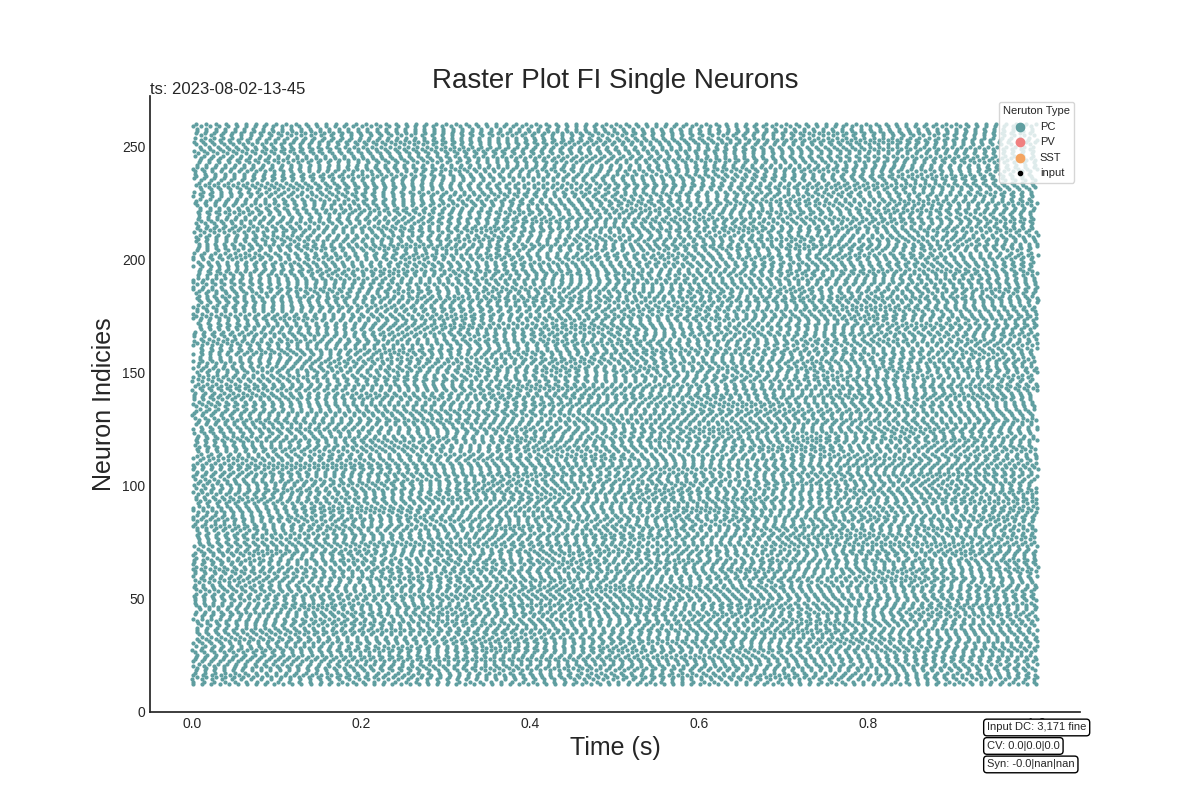 Raster Plot FI Single Neurons
ts: 2023-08-02-13-45
Neruton Type
PC
PV
SST
input
Neuron Indicies
250
200
150
100
50
0
0.0 0.2 0.4 0.6 0.8
Time (s)
Input DC: 3,171 fine
CV: 0.0|0.0|0.0
Syn: -0.0|nan|nan